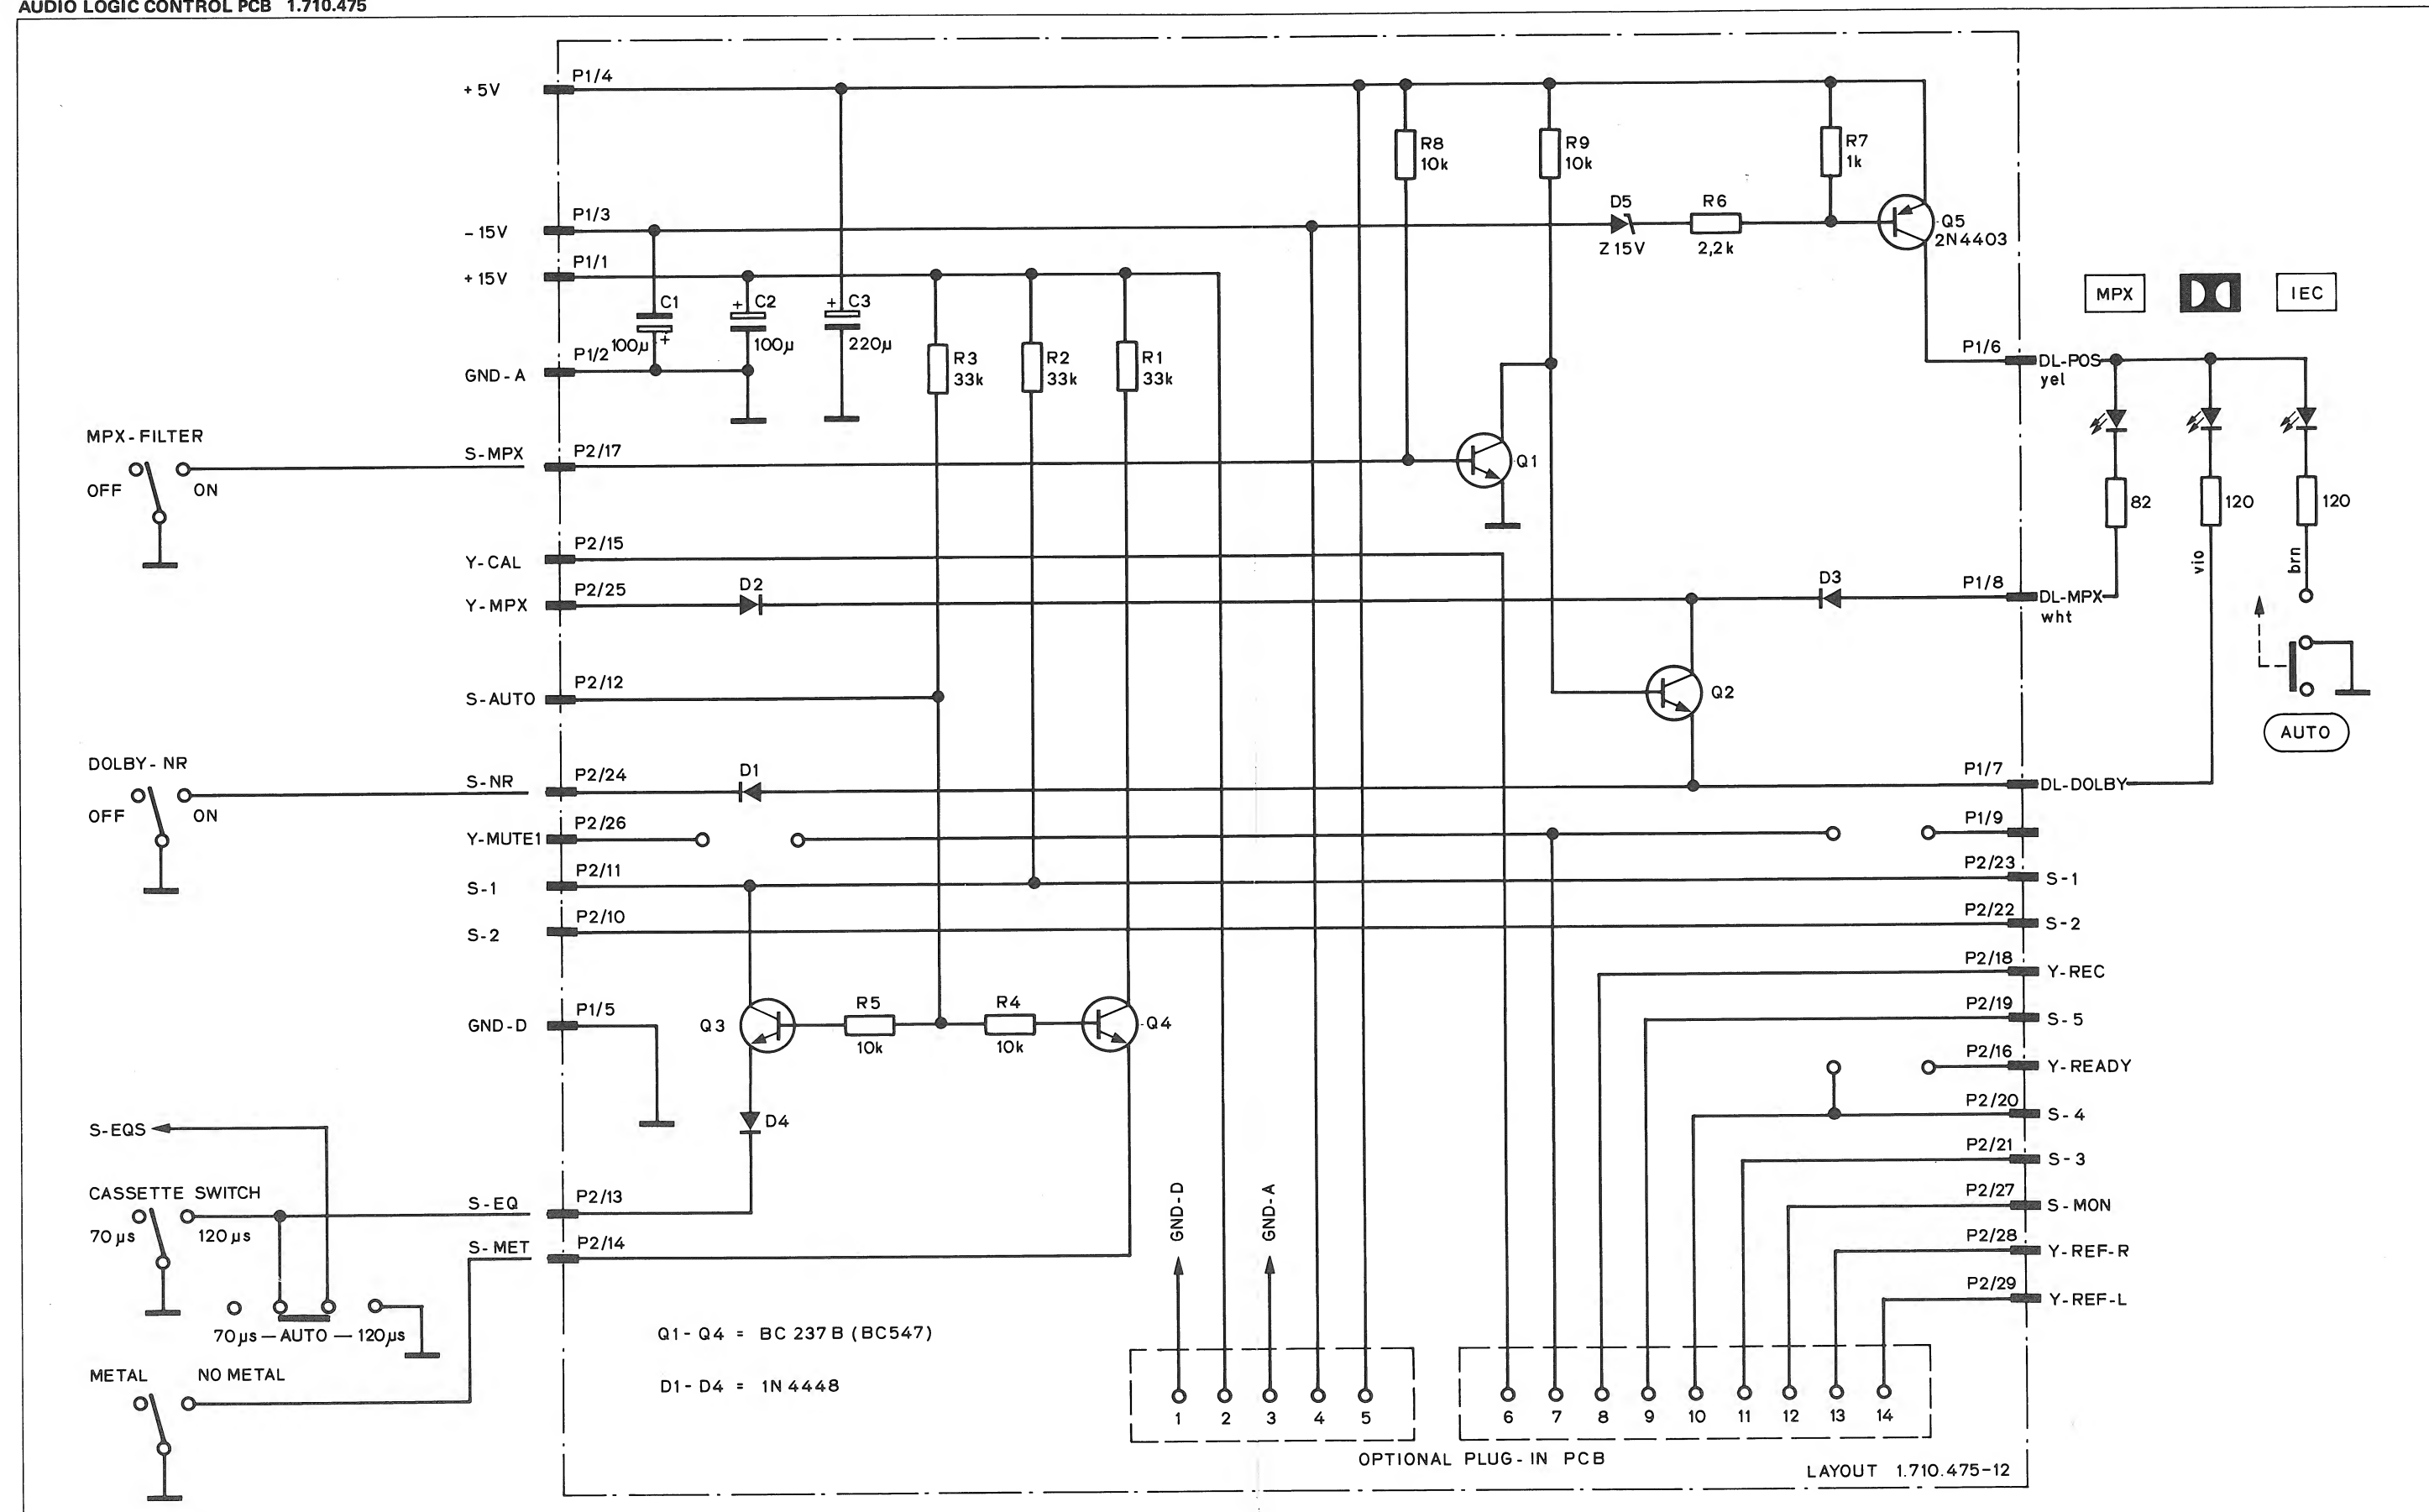 AUDIO LOGIC CONTROL PCB 1.710.475
+5V
P1/4
R8
10k
R9
10k
R7
1k
-15V
P1/3
D5
Z 15V
R6
2,2k
Q5
2N4403
+15V
P1/1
C1
100µ
+
+
C2
100µ
+
C3
220µ
MPX
IEC
GND-A
P1/2
R3
33k
R2
33k
R1
33k
P1/6
DL-POS
yel
MPX-FILTER
OFF
ON
S-MPX
P2/17
Q1
82
120
120
vio
brn
Y-CAL
P2/15
Y-MPX
P2/25
D2
D3
P1/8
DL-MPX
wht
S-AUTO
P2/12
Q2
AUTO
DOLBY-NR
OFF
ON
S-NR
P2/24
D1
P1/7
DL-DOLBY
Y-MUTE1
P2/26
P1/9
S-1
P2/11
P2/23
S-1
S-2
P2/10
P2/22
S-2
P2/18
Y-REC
GND-D
P1/5
Q3
R5
10k
R4
10k
Q4
P2/19
S-5
P2/16
Y-READY
D4
P2/20
S-4
S-EQS
P2/21
S-3
CASSETTE SWITCH
70µs
120µs
S-EQ
P2/13
GND-D
GND-A
P2/27
S-MON
S-MET
P2/14
P2/28
Y-REF-R
P2/29
Y-REF-L
70µs — AUTO — 120µs
Q1-Q4 = BC 237B (BC547)
METAL
NO METAL
D1-D4 = 1N4448
1 2 3 4 5 6 7 8 9 10 11 12 13 14
OPTIONAL PLUG-IN PCB
LAYOUT 1.710.475-12